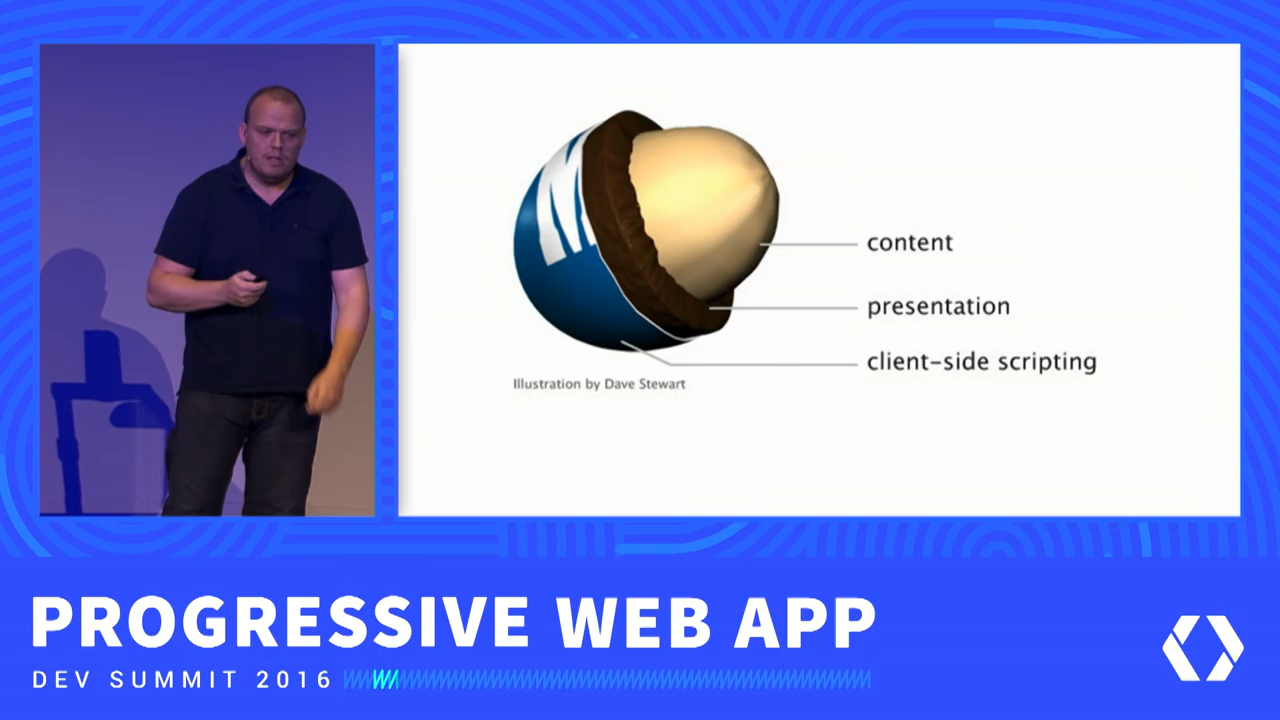 content
presentation
client-side scripting
Illustration by Dave Stewart
PROGRESSIVE WEB APP
DEV SUMMIT 2016